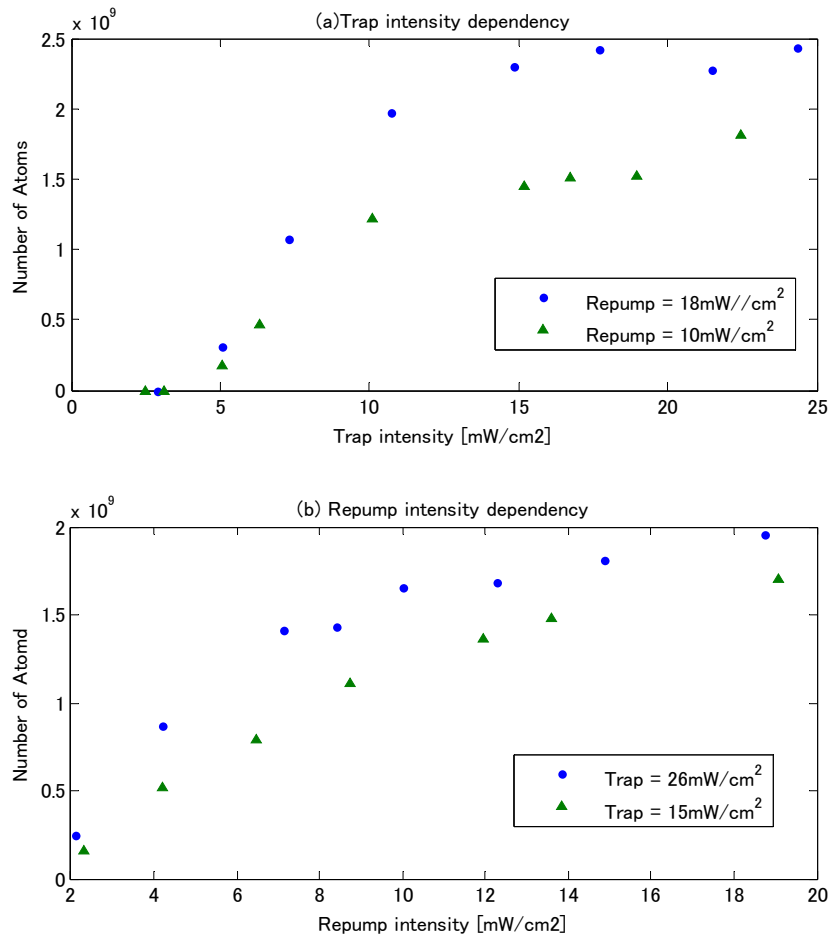 (a)Trap intensity dependency
x 10^9
2.5
2
1.5
1
0.5
0
Number of Atoms
Repump = 18mW//cm^2
Repump = 10mW/cm^2
0 5 10 15 20 25
Trap intensity [mW/cm2]
(b) Repump intensity dependency
x 10^9
2
1.5
1
0.5
0
Number of Atomd
Trap = 26mW/cm^2
Trap = 15mW/cm^2
2 4 6 8 10 12 14 16 18 20
Repump intensity [mW/cm2]